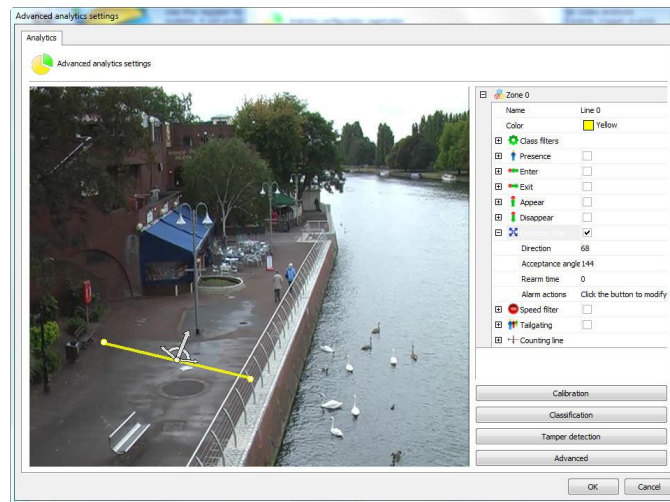 Advanced analytics settings
Analytics
Advanced analytics settings
Zone 0
Name Line 0
Color Yellow
Class filters
Presence
Enter
Exit
Appear
Disappear
Direction 68
Acceptance angle 144
Rearm time 0
Alarm actions Click the button to modify
Speed filter
Tailgating
Counting line
Calibration
Classification
Tamper detection
Advanced
OK Cancel